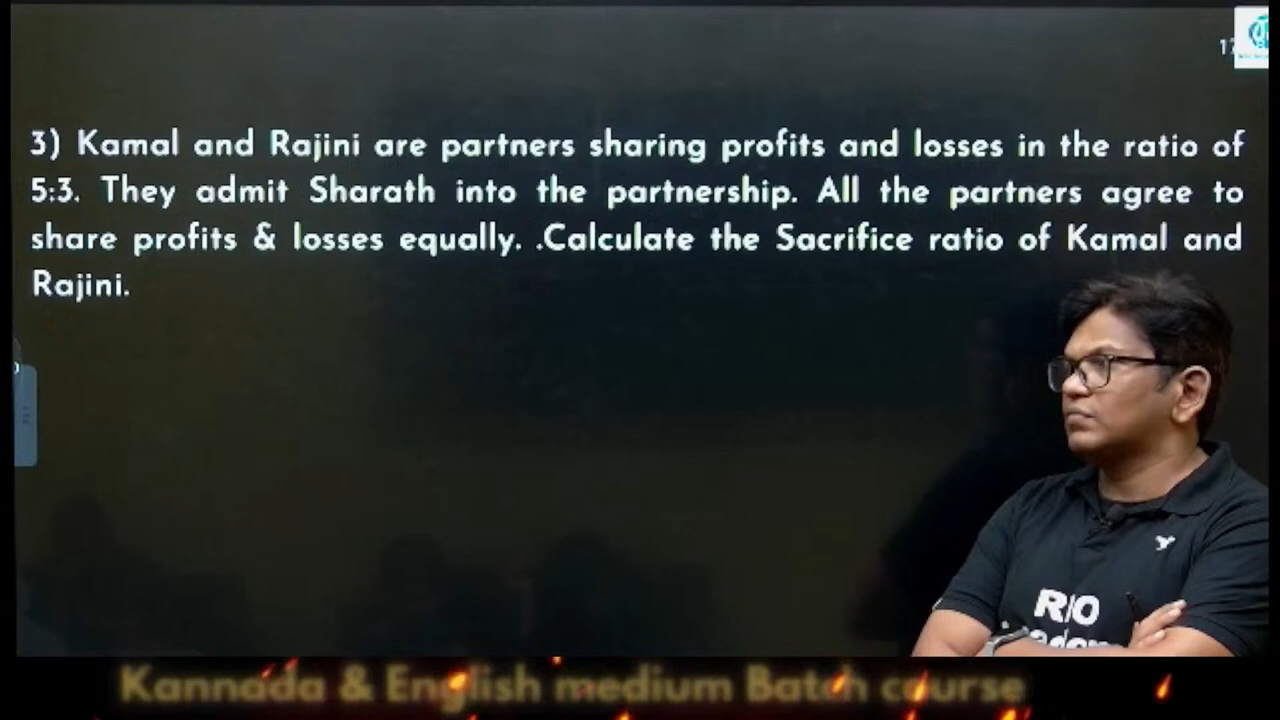 3) Kamal and Rajini are partners sharing profits and losses in the ratio of
5:3. They admit Sharath into the partnership. All the partners agree to
share profits & losses equally. .Calculate the Sacrifice ratio of Kamal and
Rajini.
Kannada & English medium Batch course